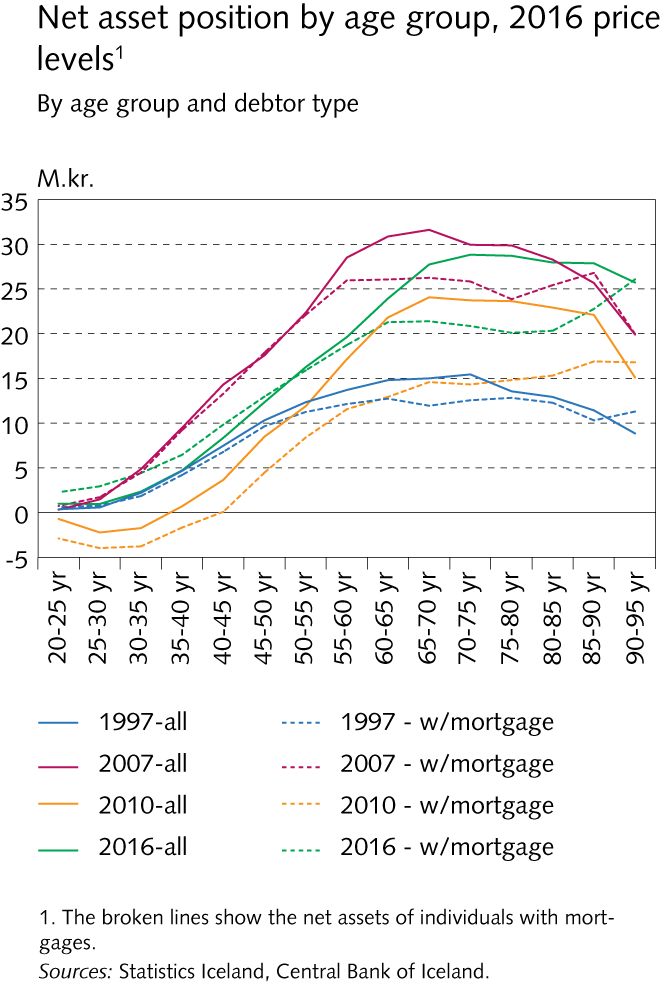 Net asset position by age group, 2016 price
levels¹
By age group and debtor type
M.kr.
35
30
25
20
15
10
5
0
-5
20-25 yr
25-30 yr
30-35 yr
35-40 yr
40-45 yr
45-50 yr
50-55 yr
55-60 yr
60-65 yr
65-70 yr
70-75 yr
75-80 yr
80-85 yr
85-90 yr
90-95 yr
1997-all
1997 - w/mortgage
2007-all
2007 - w/mortgage
2010-all
2010 - w/mortgage
2016-all
2016 - w/mortgage
1. The broken lines show the net assets of individuals with mort-
gages.
Sources: Statistics Iceland, Central Bank of Iceland.